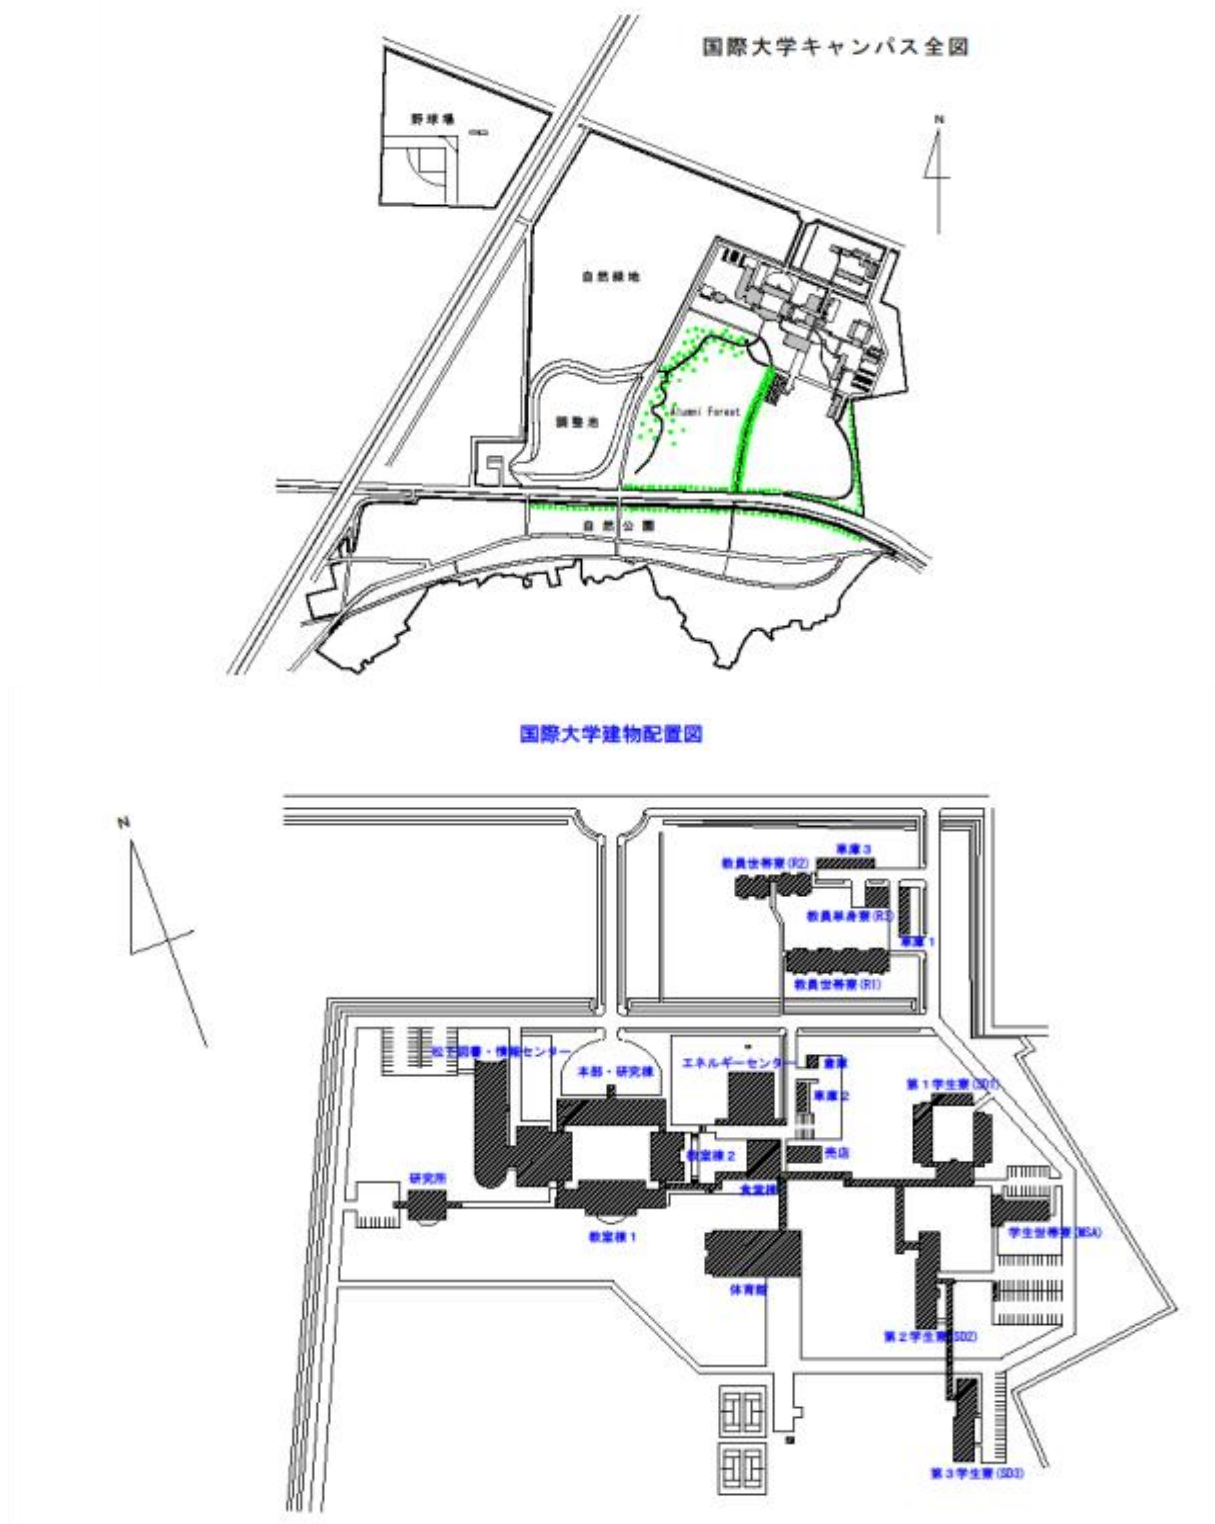 国際大学キャンパス全図
N
野球場
自然緑地
Alumni Forest
調整池
自然公園
国際大学建物配置図
N
車庫3
教員世帯寮(R2)
教員単身寮(R3)
車庫1
教員世帯寮(R1)
松下図書・情報センター
本部・研究棟
エネルギーセンター
倉庫
車庫2
第1学生寮(SD1)
教室棟2
売店
研究所
食堂棟
教室棟1
学生世帯寮(MSA)
体育館
第2学生寮(SD2)
第3学生寮(SD3)